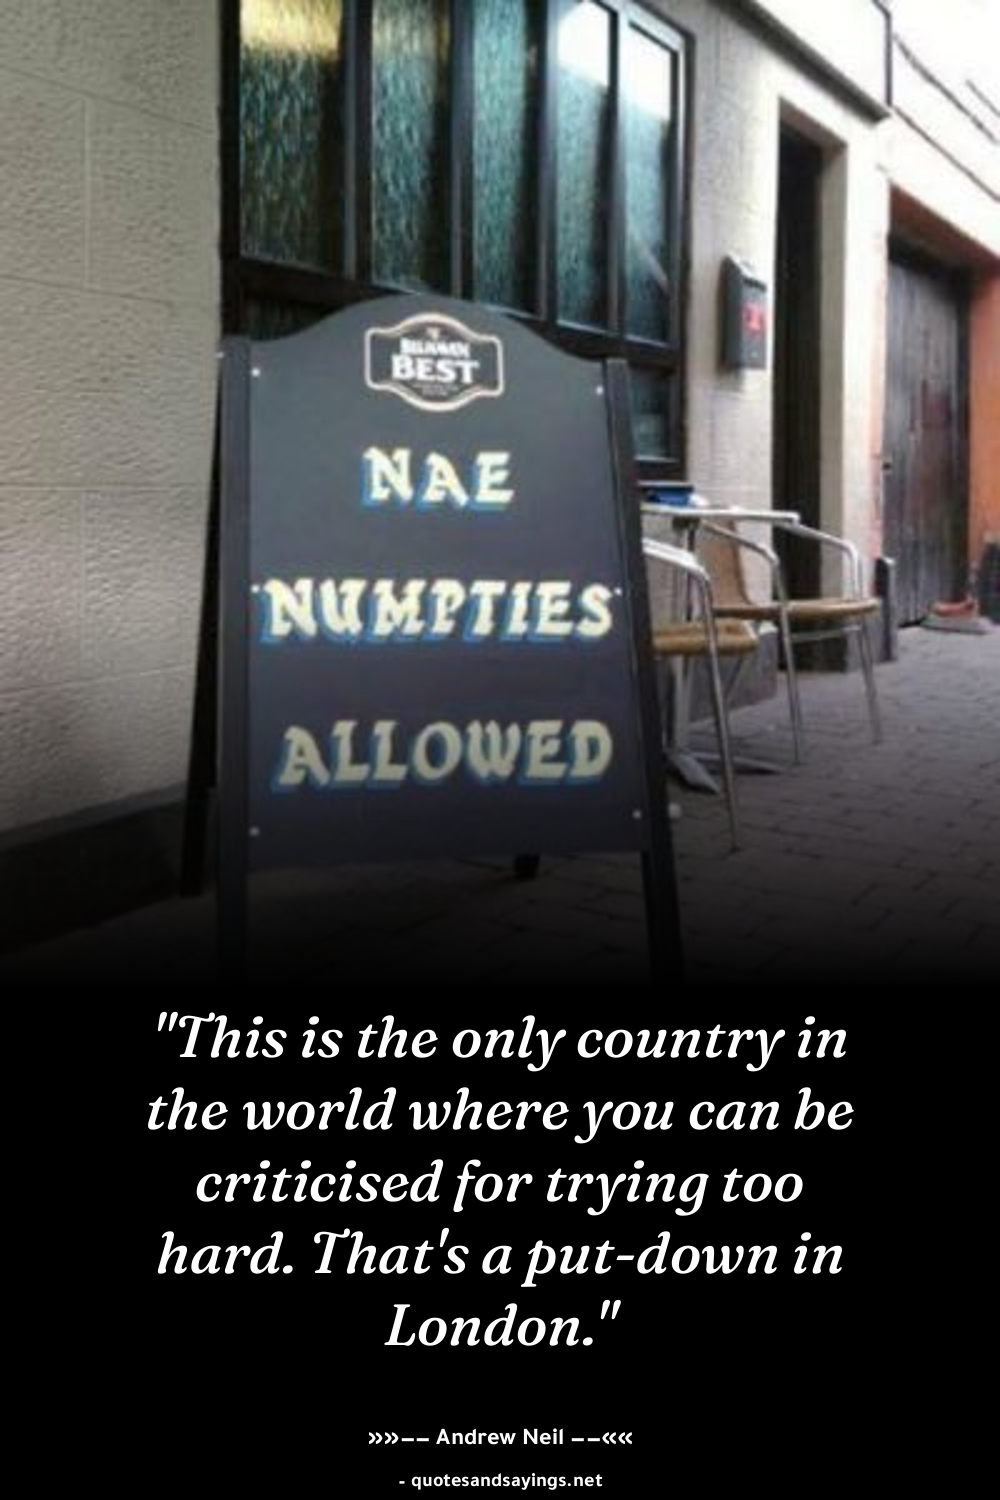 BEST
NAE
NUMPTIES
ALLOWED
"This is the only country in
the world where you can be
criticised for trying too
hard. That's a put-down in
London."
»»–– Andrew Neil ––««
- quotesandsayings.net